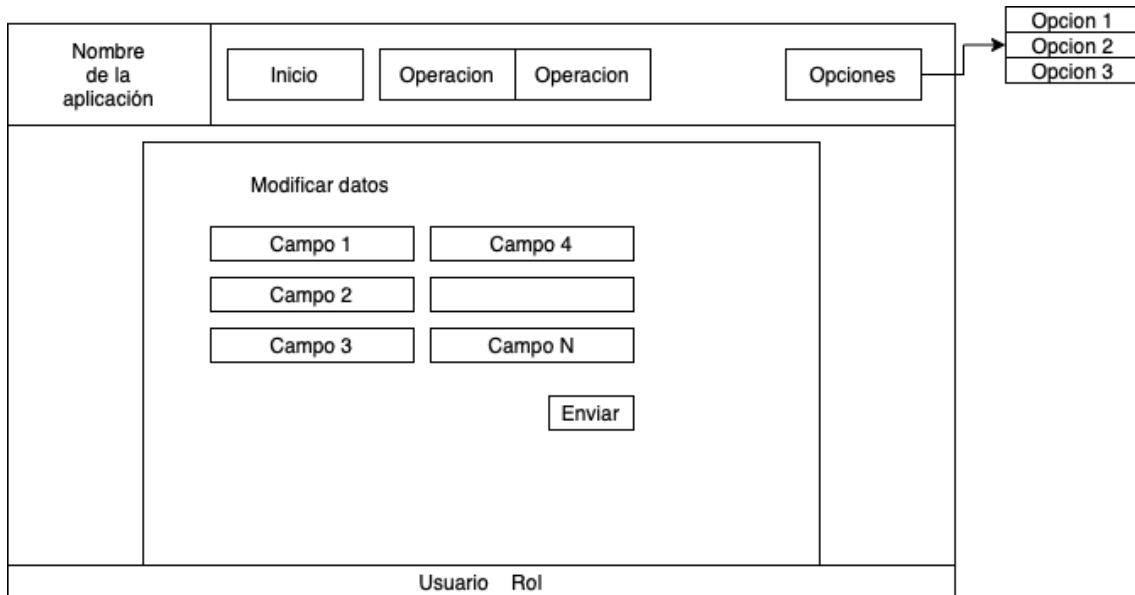 Nombre
de la
aplicación
Inicio
Operacion
Operacion
Opciones
Opcion 1
Opcion 2
Opcion 3
Modificar datos
Campo 1
Campo 4
Campo 2
Campo 3
Campo N
Enviar
Usuario Rol